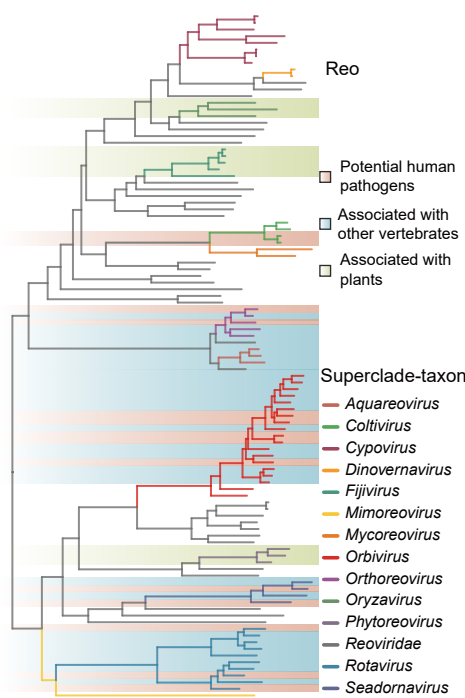 Reo
Potential human
pathogens
Associated with
other vertebrates
Associated with
plants
Superclade-taxon
Aquareovirus
Coltivirus
Cypovirus
Dinovernavirus
Fijivirus
Mimoreovirus
Mycoreovirus
Orbivirus
Orthoreovirus
Oryzavirus
Phytoreovirus
Reoviridae
Rotavirus
Seadornavirus